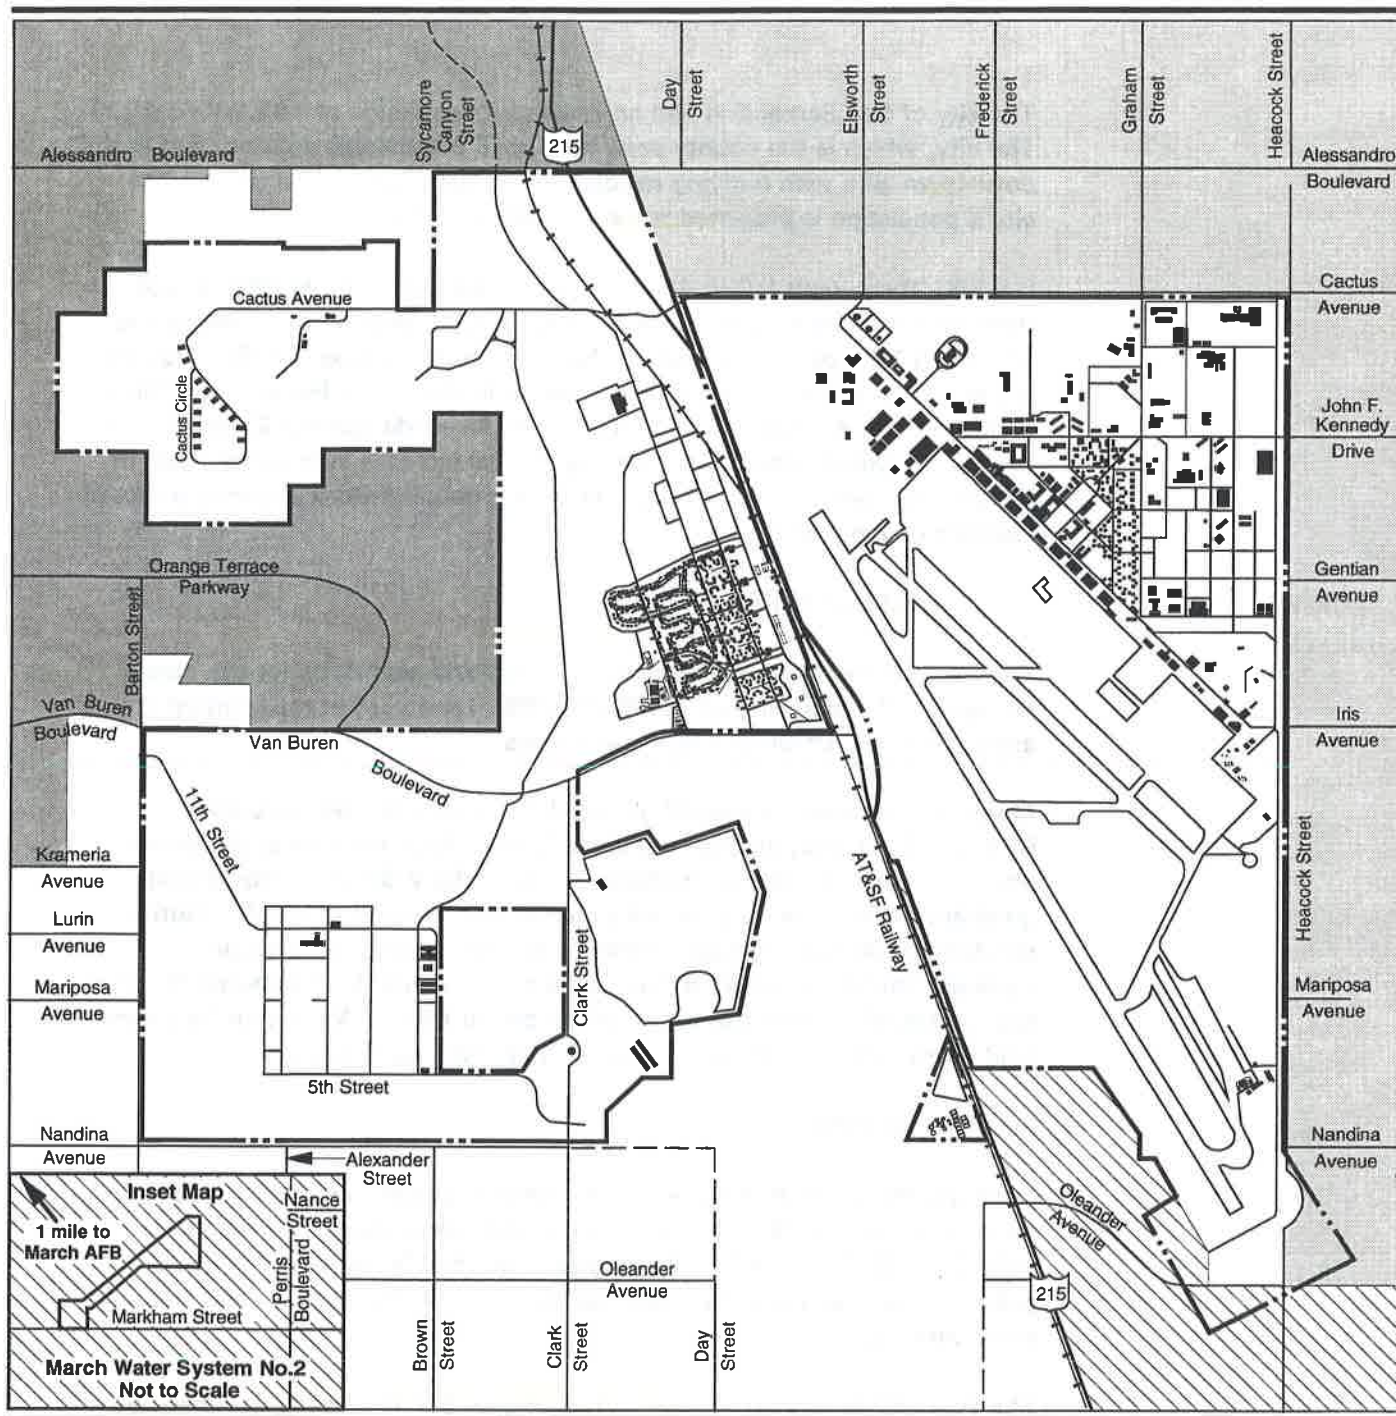 Sycamore
Canyon
Street
215
Day
Street
Elsworth
Street
Frederick
Street
Graham
Street
Heacock Street
Alessandro Boulevard
Alessandro
Boulevard
Cactus Avenue
Cactus
Avenue
Cactus Circle
John F.
Kennedy
Drive
Orange Terrace
Parkway
Gentian
Avenue
Barton Street
Van Buren
Boulevard
Van Buren
Boulevard
Iris
Avenue
11th Street
Krameria
Avenue
AT&SF Railway
Heacock Street
Lurin
Avenue
Clark Street
Mariposa
Avenue
Mariposa
Avenue
5th Street
Nandina
Avenue
Nandina
Avenue
Alexander
Street
Inset Map
Nance
Street
1 mile to
March AFB
Perris
Boulevard
Markham Street
Oleander
Avenue
Oleander
Avenue
215
Brown
Street
Clark
Street
Day
Street
March Water System No.2
Not to Scale